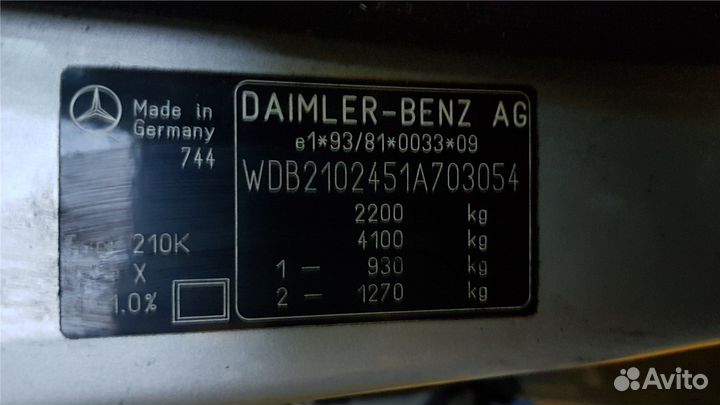 Made in
Germany
744
210K
X
1.0%
DAIMLER-BENZ AG
e1*93/81*0033*09
WDB2102451A703054
2200 kg
4100 kg
1 — 930 kg
2 — 1270 kg
Avito